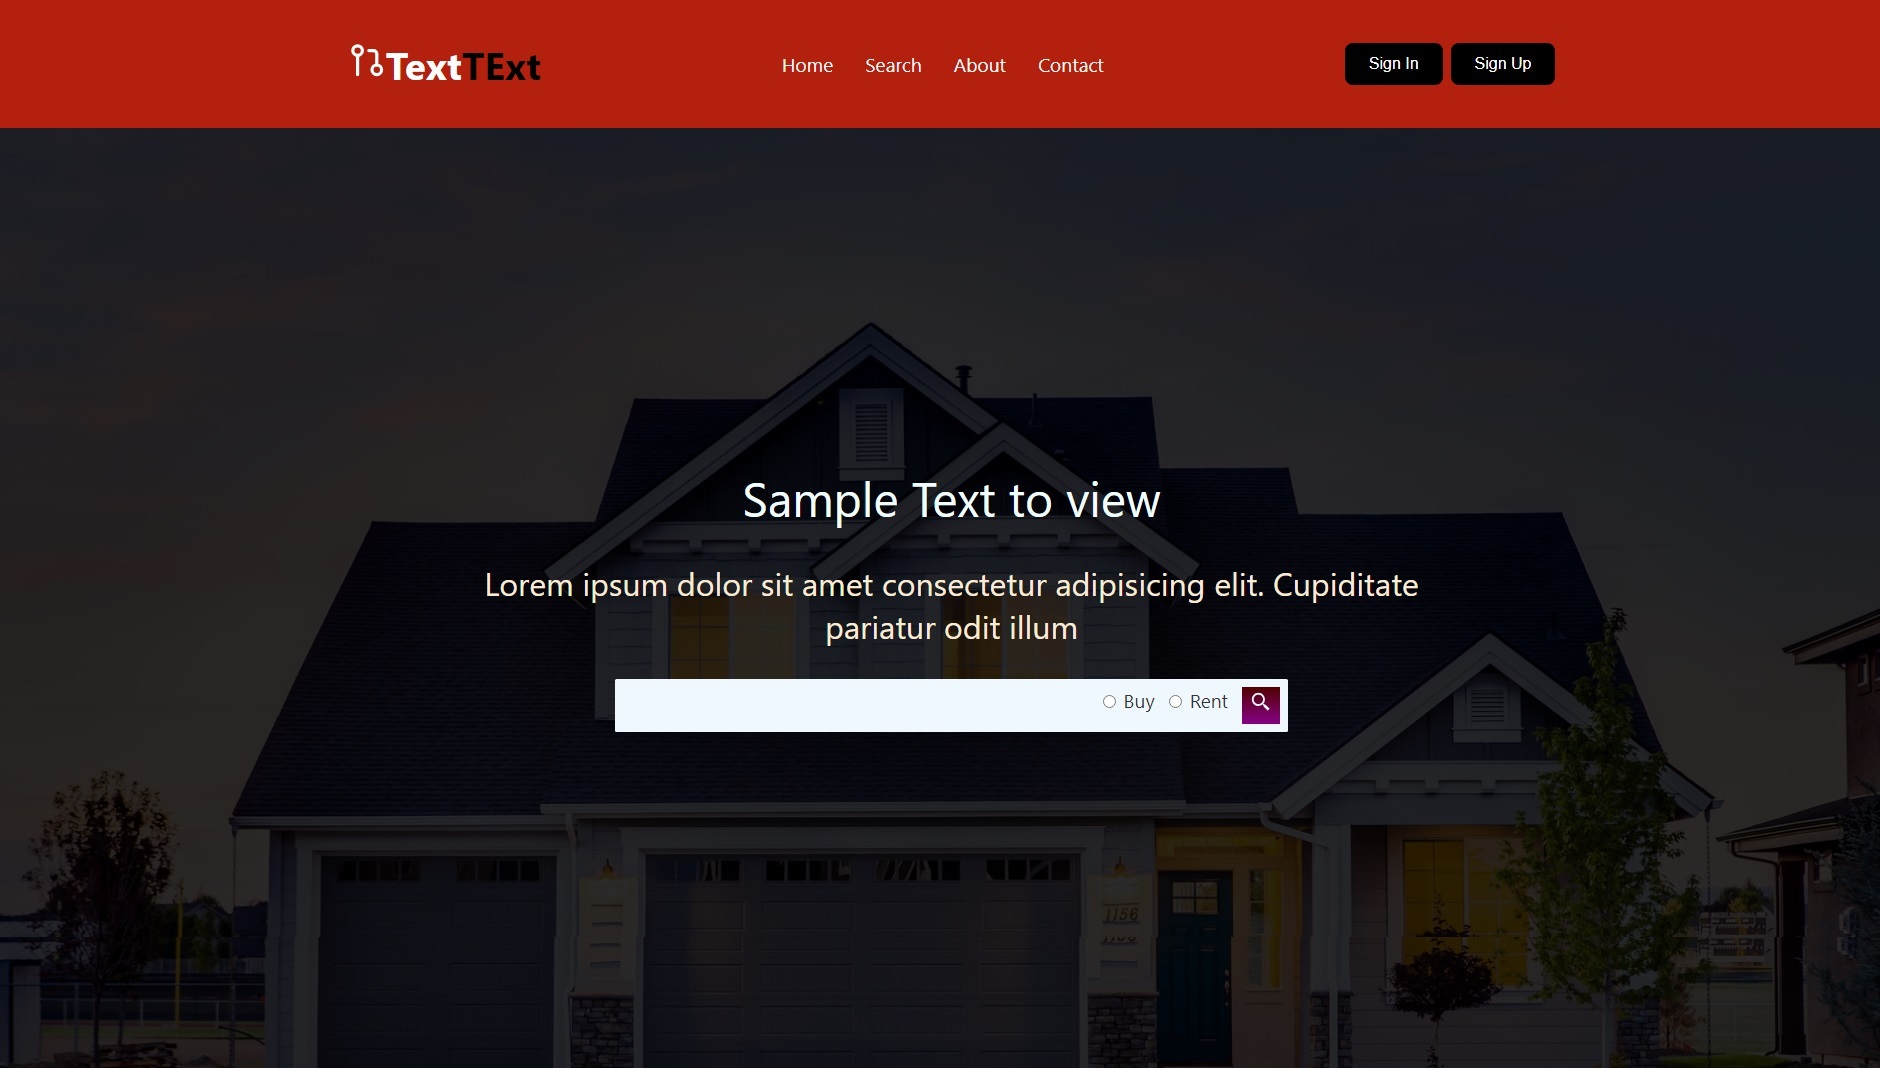 TextTExt
Home Search About Contact
Sign In Sign Up
Sample Text to view
Lorem ipsum dolor sit amet consectetur adipisicing elit. Cupiditate
pariatur odit illum
Buy Rent
1156